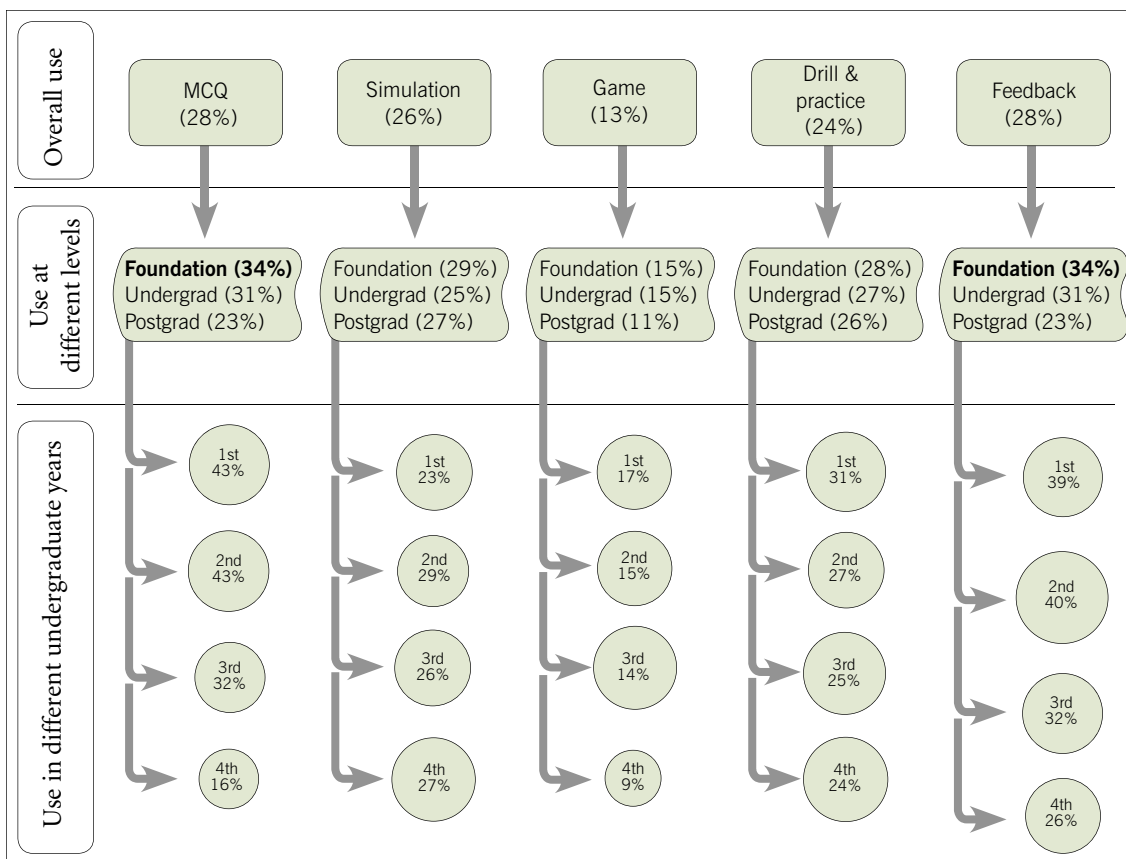 Overall use
MCQ
(28%)
Simulation
(26%)
Game
(13%)
Drill &
practice
(24%)
Feedback
(28%)
Use at
different levels
Foundation (34%)
Undergrad (31%)
Postgrad (23%)
Foundation (29%)
Undergrad (25%)
Postgrad (27%)
Foundation (15%)
Undergrad (15%)
Postgrad (11%)
Foundation (28%)
Undergrad (27%)
Postgrad (26%)
Foundation (34%)
Undergrad (31%)
Postgrad (23%)
Use in different undergraduate years
1st
43%
2nd
43%
3rd
32%
4th
16%
1st
23%
2nd
29%
3rd
26%
4th
27%
1st
17%
2nd
15%
3rd
14%
4th
9%
1st
31%
2nd
27%
3rd
25%
4th
24%
1st
39%
2nd
40%
3rd
32%
4th
26%